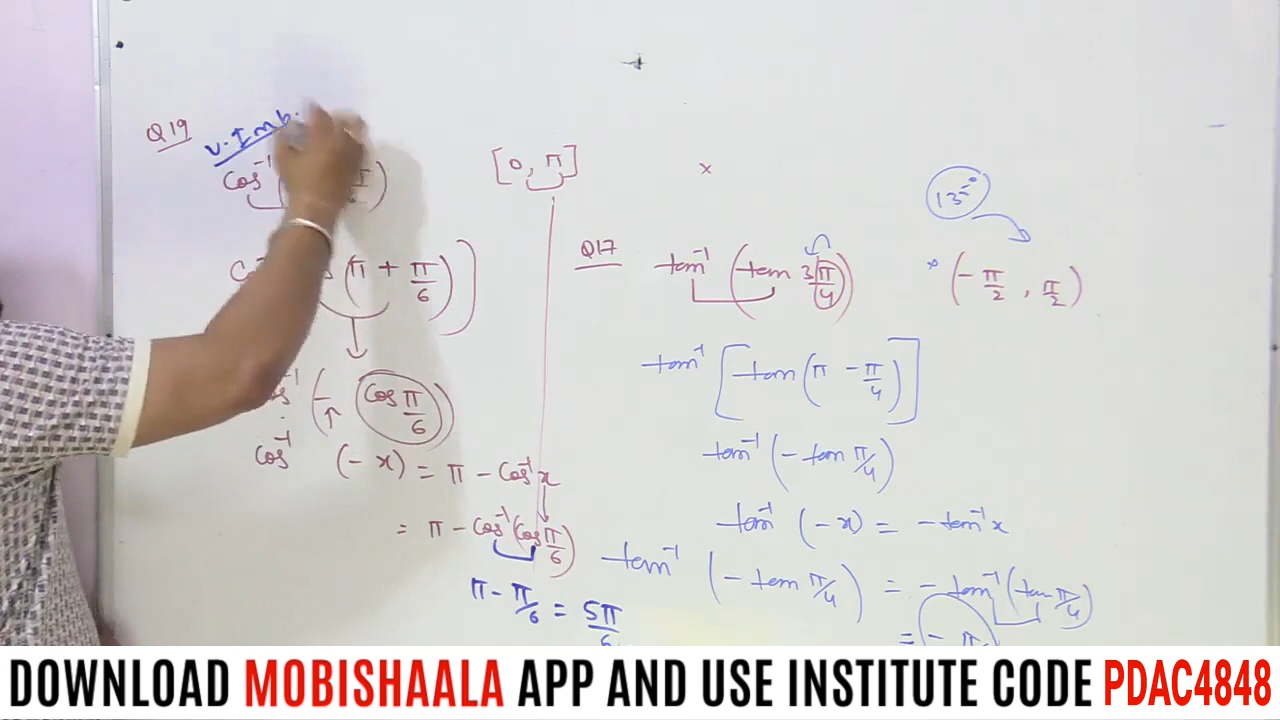 Q19
V. Imp.
cos⁻¹
[0, π]
(π + π/6)
(- cos π/6)
cos⁻¹ (-x) = π - cos⁻¹ x
= π - cos⁻¹ (cos π/6)
π - π/6 = 5π/6
×
135°
Q17
tan⁻¹ (tan 3π/4)
(-π/2, π/2)
tan⁻¹ [tan (π - π/4)]
tan⁻¹ (-tan π/4)
tan⁻¹ (-x) = -tan⁻¹ x
tan⁻¹ (-tan π/4) = -tan⁻¹ (tan π/4)
= - π
DOWNLOAD MOBISHAALA APP AND USE INSTITUTE CODE PDAC4848